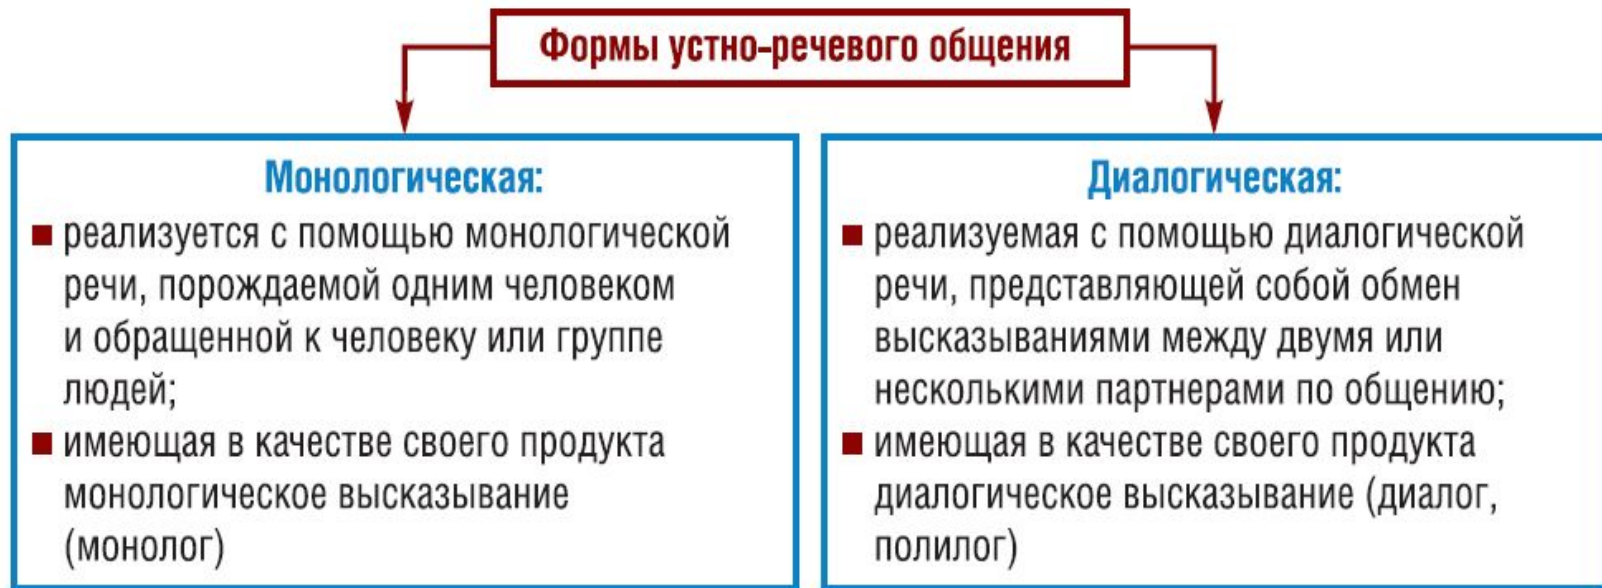 Формы устно-речевого общения
Монологическая:
■ реализуется с помощью монологической
речи, порождаемой одним человеком
и обращенной к человеку или группе
людей;
■ имеющая в качестве своего продукта
монологическое высказывание
(монолог)
Диалогическая:
■ реализуемая с помощью диалогической
речи, представляющей собой обмен
высказываниями между двумя или
несколькими партнерами по общению;
■ имеющая в качестве своего продукта
диалогическое высказывание (диалог,
полилог)